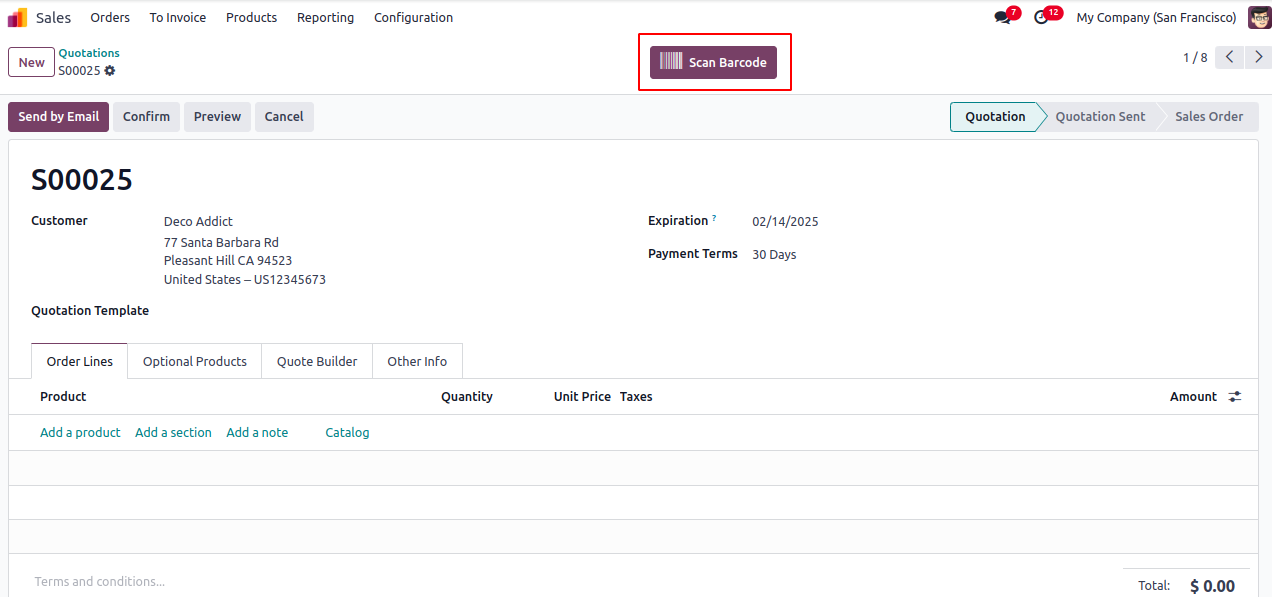 Sales Orders To Invoice Products Reporting Configuration 7 12 My Company (San Francisco)
New Quotations Scan Barcode 1 / 8
S00025
Send by Email Confirm Preview Cancel Quotation Quotation Sent Sales Order
S00025
Customer Deco Addict Expiration ? 02/14/2025
77 Santa Barbara Rd
Pleasant Hill CA 94523 Payment Terms 30 Days
United States – US12345673
Quotation Template
Order Lines Optional Products Quote Builder Other Info
Product Quantity Unit Price Taxes Amount
Add a product Add a section Add a note Catalog
Terms and conditions...
Total: $ 0.00